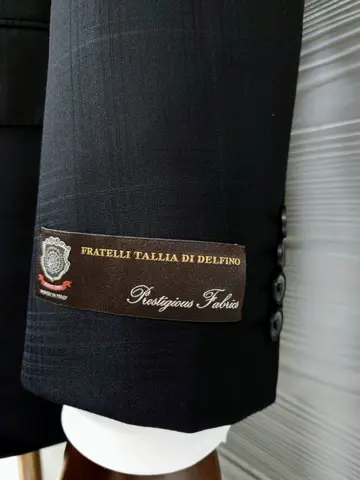 FRATELLI TALLIA DI DELFINO
Prestigious Fabrics